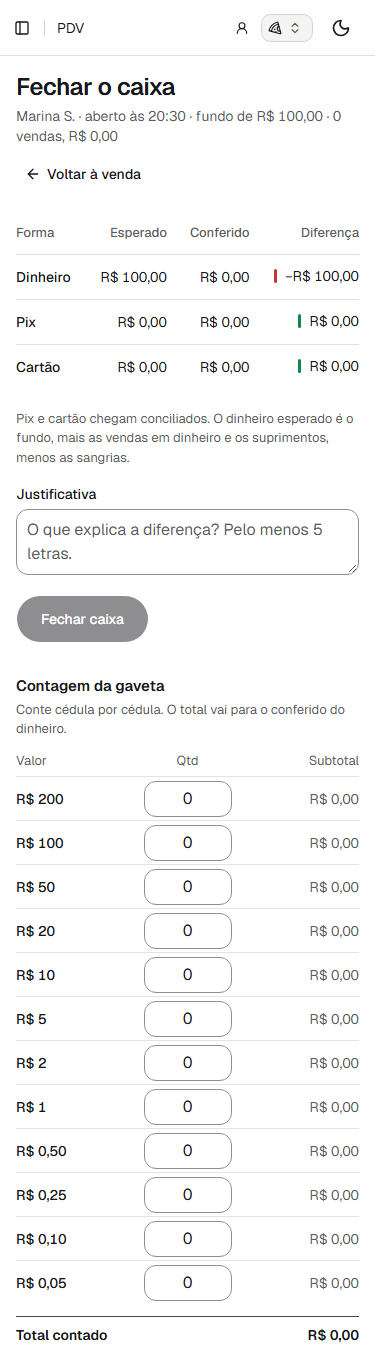 PDV
Fechar o caixa
Marina S. · aberto às 20:30 · fundo de R$ 100,00 · 0
vendas, R$ 0,00
← Voltar à venda
Forma Esperado Conferido Diferença
Dinheiro R$ 100,00 R$ 0,00 −R$ 100,00
Pix R$ 0,00 R$ 0,00 R$ 0,00
Cartão R$ 0,00 R$ 0,00 R$ 0,00
Pix e cartão chegam conciliados. O dinheiro esperado é o
fundo, mais as vendas em dinheiro e os suprimentos,
menos as sangrias.
Justificativa
O que explica a diferença? Pelo menos 5
letras.
Fechar caixa
Contagem da gaveta
Conte cédula por cédula. O total vai para o conferido do
dinheiro.
Valor Qtd Subtotal
R$ 200 0 R$ 0,00
R$ 100 0 R$ 0,00
R$ 50 0 R$ 0,00
R$ 20 0 R$ 0,00
R$ 10 0 R$ 0,00
R$ 5 0 R$ 0,00
R$ 2 0 R$ 0,00
R$ 1 0 R$ 0,00
R$ 0,50 0 R$ 0,00
R$ 0,25 0 R$ 0,00
R$ 0,10 0 R$ 0,00
R$ 0,05 0 R$ 0,00
Total contado R$ 0,00